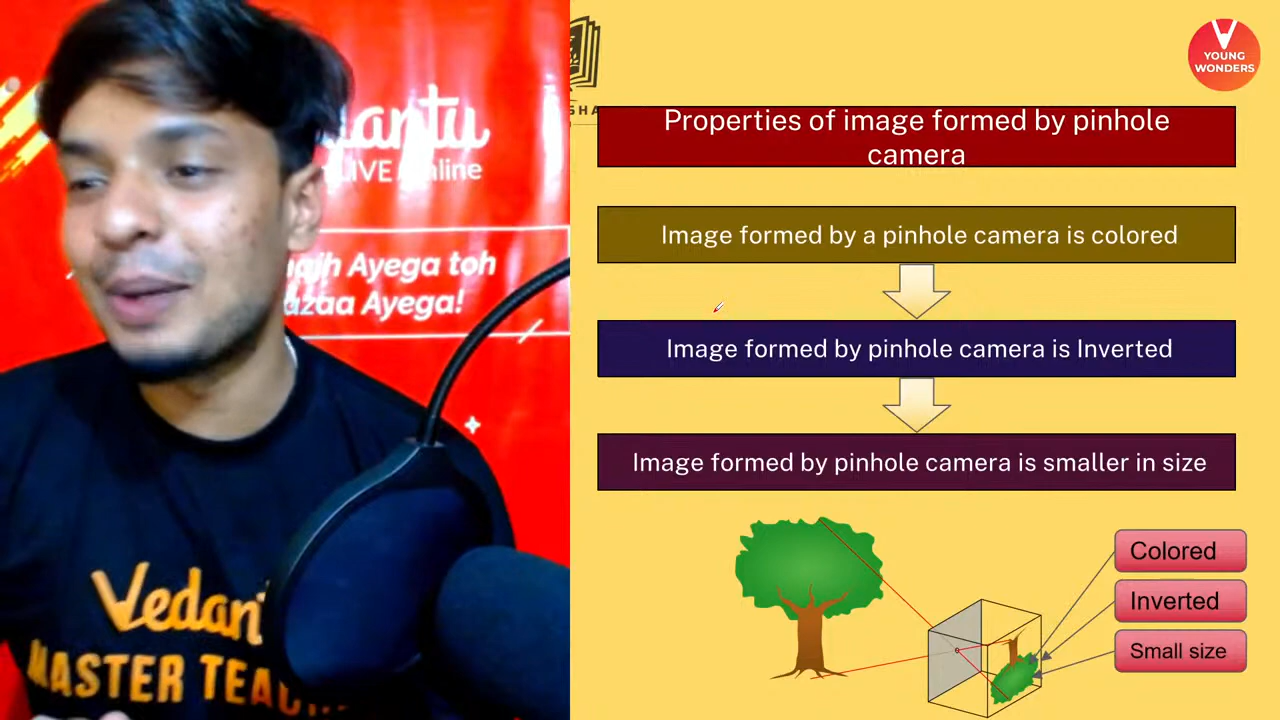 YOUNG
WONDERS
Properties of image formed by pinhole
camera
Image formed by a pinhole camera is colored
Image formed by pinhole camera is Inverted
Image formed by pinhole camera is smaller in size
Colored
Inverted
Small size
LIVE Online
Ayega toh
Ayega!
MASTER